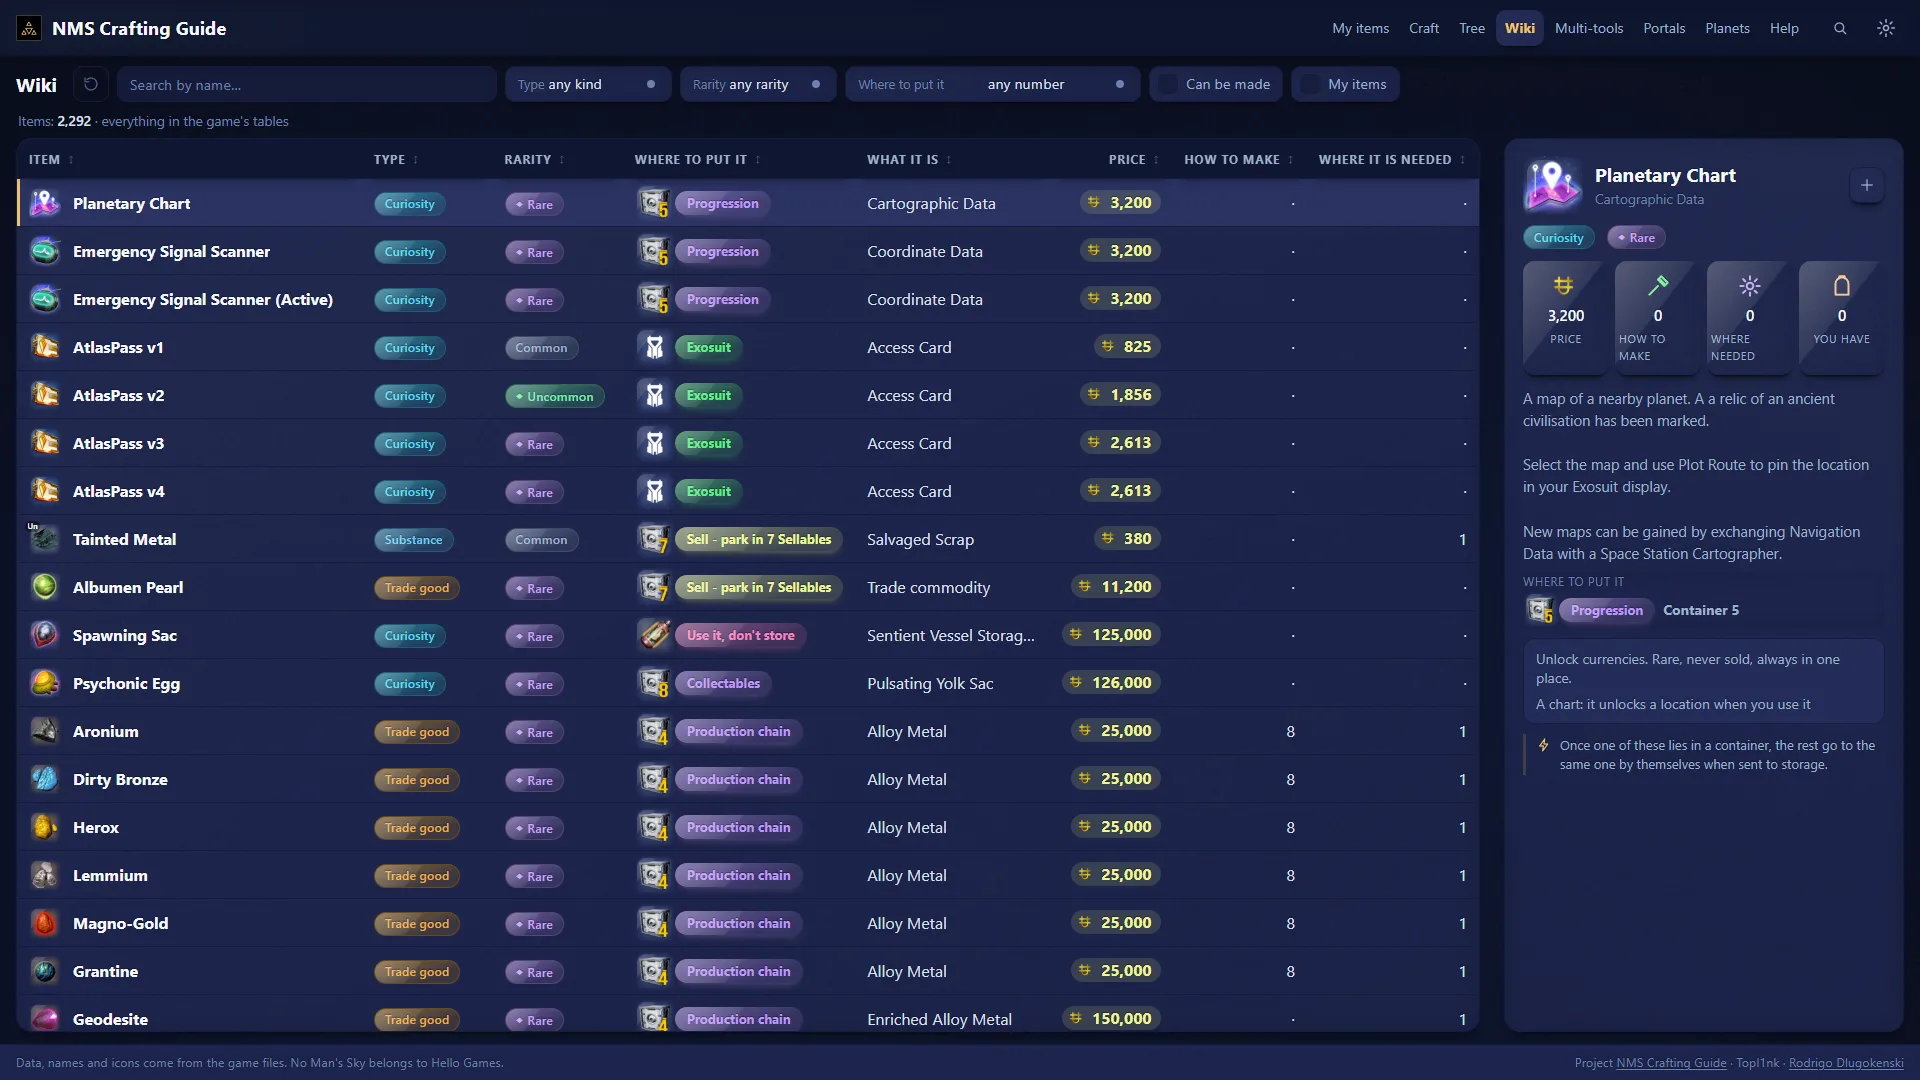 NMS Crafting Guide
My items Craft Tree Wiki Multi-tools Portals Planets Help
Wiki Search by name... Type any kind Rarity any rarity Where to put it any number Can be made My items
Items: 2,292 · everything in the game's tables
ITEM TYPE RARITY WHERE TO PUT IT WHAT IT IS PRICE HOW TO MAKE WHERE IT IS NEEDED
Planetary Chart Curiosity Rare 5 Progression Cartographic Data 3,200 · ·
Emergency Signal Scanner Curiosity Rare 5 Progression Coordinate Data 3,200 · ·
Emergency Signal Scanner (Active) Curiosity Rare 5 Progression Coordinate Data 3,200 · ·
AtlasPass v1 Curiosity Common Exosuit Access Card 825 · ·
AtlasPass v2 Curiosity Uncommon Exosuit Access Card 1,856 · ·
AtlasPass v3 Curiosity Rare Exosuit Access Card 2,613 · ·
AtlasPass v4 Curiosity Rare Exosuit Access Card 2,613 · ·
Un Tainted Metal Substance Common 7 Sell - park in 7 Sellables Salvaged Scrap 380 · 1
Albumen Pearl Trade good Rare 7 Sell - park in 7 Sellables Trade commodity 11,200 · ·
Spawning Sac Curiosity Rare Use it, don't store Sentient Vessel Storag... 125,000 · ·
Psychonic Egg Curiosity Rare 8 Collectables Pulsating Yolk Sac 126,000 · ·
Aronium Trade good Rare 4 Production chain Alloy Metal 25,000 8 1
Dirty Bronze Trade good Rare 4 Production chain Alloy Metal 25,000 8 1
Herox Trade good Rare 4 Production chain Alloy Metal 25,000 8 1
Lemmium Trade good Rare 4 Production chain Alloy Metal 25,000 8 1
Magno-Gold Trade good Rare 4 Production chain Alloy Metal 25,000 8 1
Grantine Trade good Rare 4 Production chain Alloy Metal 25,000 8 1
Geodesite Trade good Rare 4 Production chain Enriched Alloy Metal 150,000 · 1
Planetary Chart
Cartographic Data
Curiosity Rare
3,200 0 0 0
PRICE HOW TO MAKE WHERE NEEDED YOU HAVE
A map of a nearby planet. A a relic of an ancient
civilisation has been marked.
Select the map and use Plot Route to pin the location
in your Exosuit display.
New maps can be gained by exchanging Navigation
Data with a Space Station Cartographer.
WHERE TO PUT IT
5 Progression Container 5
Unlock currencies. Rare, never sold, always in one
place.
A chart: it unlocks a location when you use it
Once one of these lies in a container, the rest go to the
same one by themselves when sent to storage.
Data, names and icons come from the game files. No Man's Sky belongs to Hello Games.
Project NMS Crafting Guide · Topl1nk · Rodrigo Dlugokenski